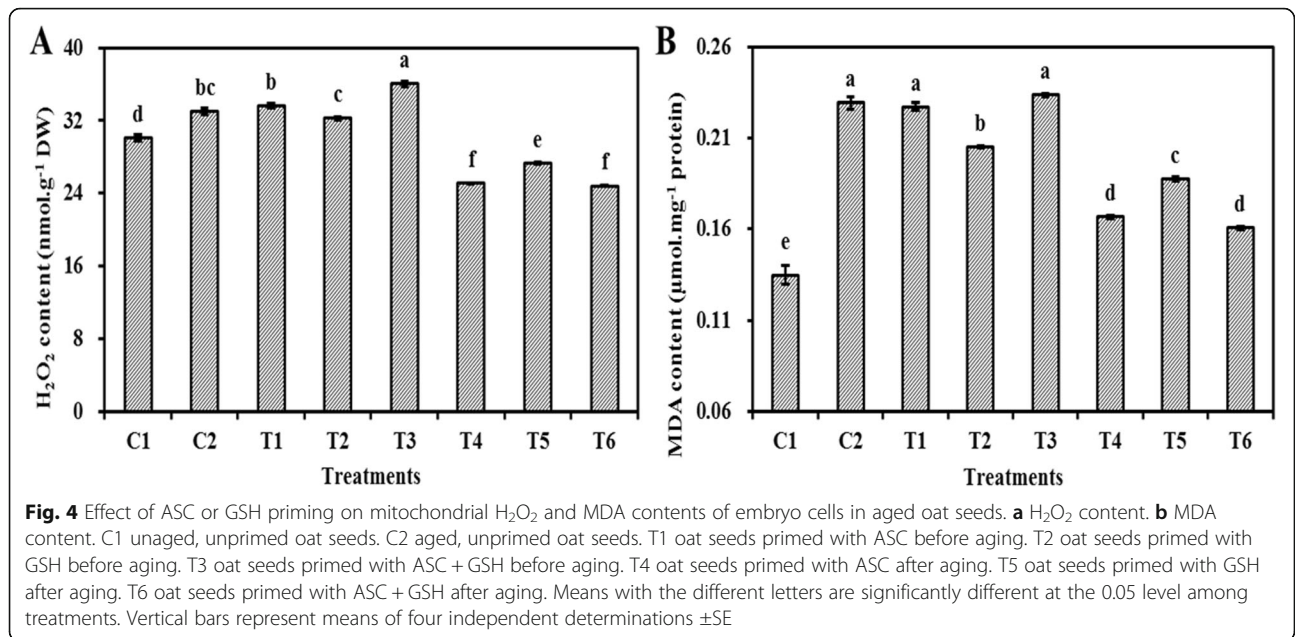 A
B
H₂O₂ content (nmol.g⁻¹ DW)
40
32
24
16
8
0
d
bc
b
c
a
f
e
f
C1 C2 T1 T2 T3 T4 T5 T6
Treatments
MDA content (μmol.mg⁻¹ protein)
0.26
0.21
0.16
0.11
0.06
e
a
a
b
a
d
c
d
C1 C2 T1 T2 T3 T4 T5 T6
Treatments
Fig. 4 Effect of ASC or GSH priming on mitochondrial H₂O₂ and MDA contents of embryo cells in aged oat seeds. a H₂O₂ content. b MDA
content. C1 unaged, unprimed oat seeds. C2 aged, unprimed oat seeds. T1 oat seeds primed with ASC before aging. T2 oat seeds primed with
GSH before aging. T3 oat seeds primed with ASC + GSH before aging. T4 oat seeds primed with ASC after aging. T5 oat seeds primed with GSH
after aging. T6 oat seeds primed with ASC + GSH after aging. Means with the different letters are significantly different at the 0.05 level among
treatments. Vertical bars represent means of four independent determinations ±SE